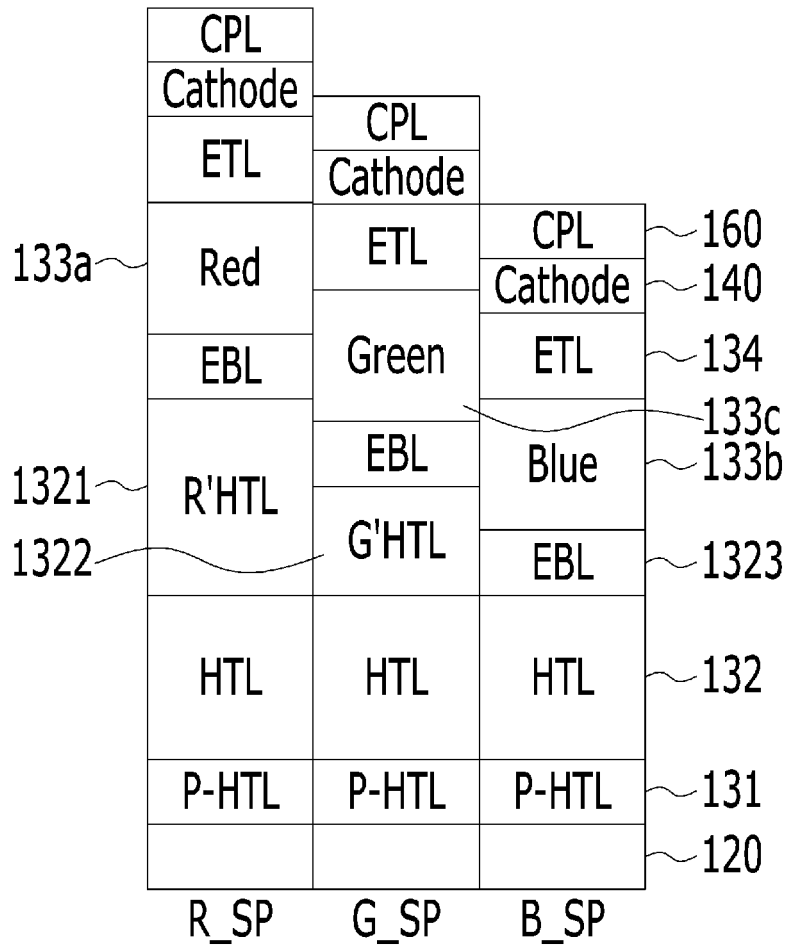 CPL
Cathode
CPL
ETL
Cathode
CPL
160
133a
Red
ETL
Cathode
140
EBL
Green
ETL
134
133c
1321
R'HTL
EBL
Blue
133b
1322
G'HTL
EBL
1323
HTL
HTL
HTL
132
P-HTL
P-HTL
P-HTL
131
120
R_SP
G_SP
B_SP